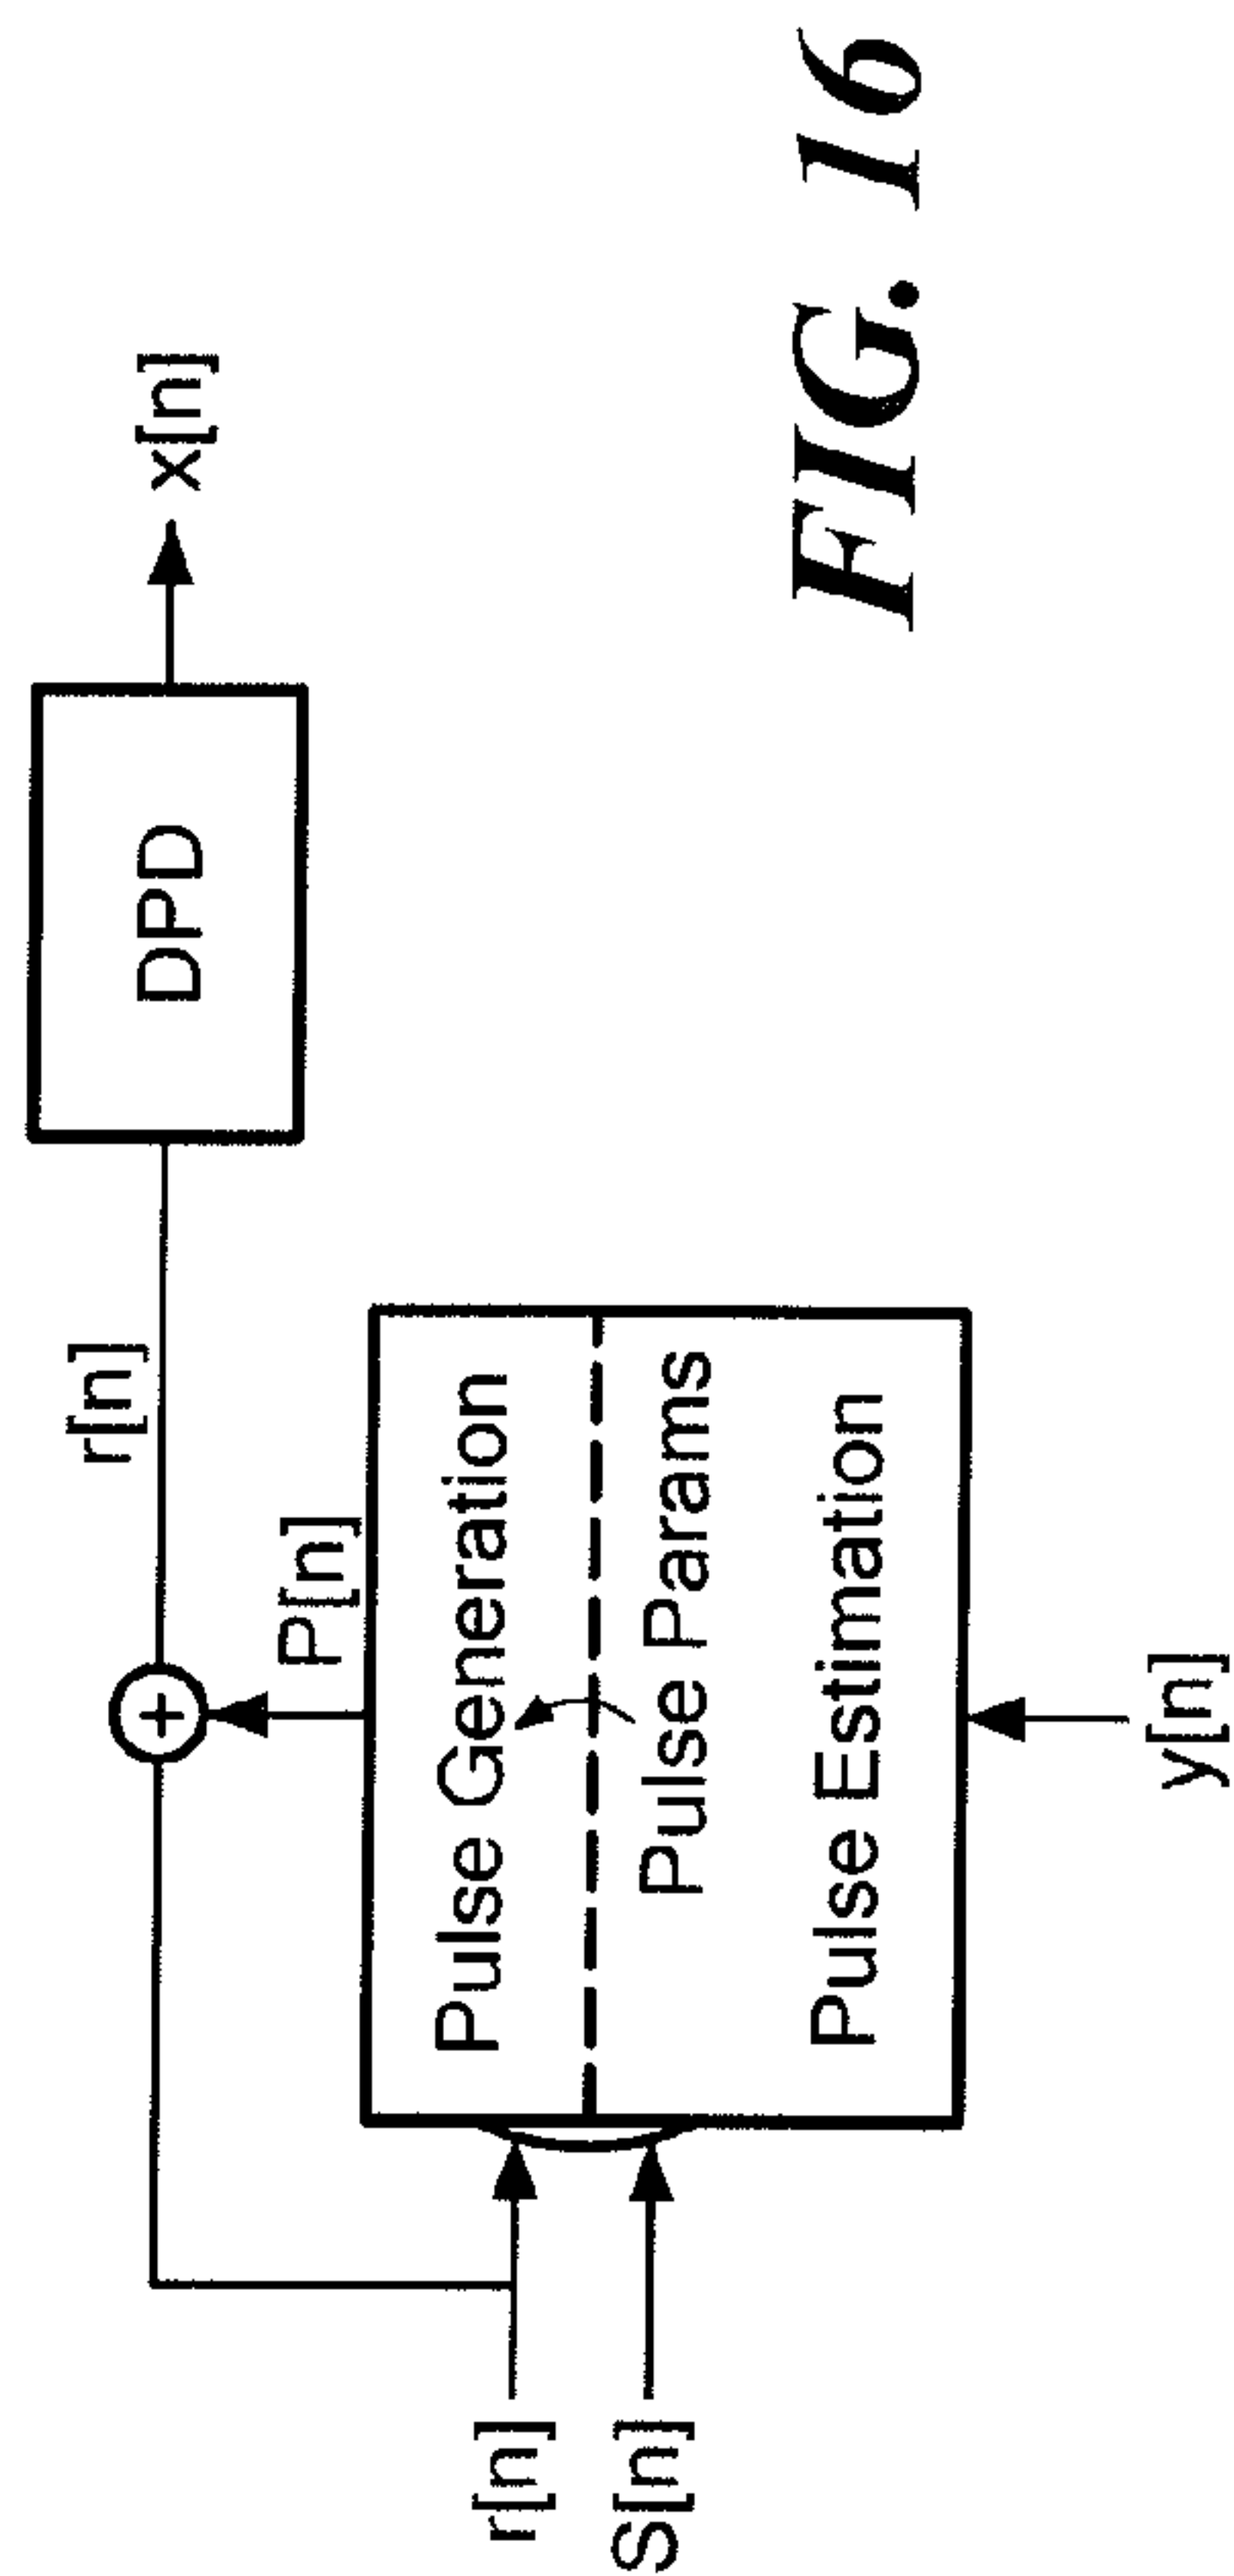 r[n]
DPD
x[n]
P[n]
Pulse Generation
Pulse Params
Pulse Estimation
r[n]
S[n]
y[n]
FIG. 16